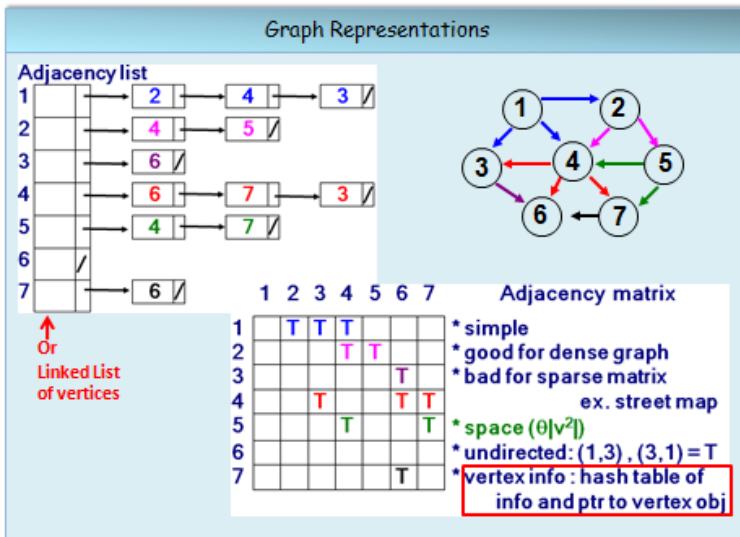 Graph Representations
Adjacency list
1 2 4 3 /
2 4 5 /
3 6 /
4 6 7 3 /
5 4 7 /
6 /
7 6 /
Or
Linked List
of vertices
1 2
3 4 5
6 7
1 2 3 4 5 6 7 Adjacency matrix
1 T T T * simple
2 T T * good for dense graph
3 T * bad for sparse matrix
4 T T T ex. street map
5 T T * space (θ|v²|)
6 * undirected: (1,3) , (3,1) = T
7 T * vertex info : hash table of
info and ptr to vertex obj